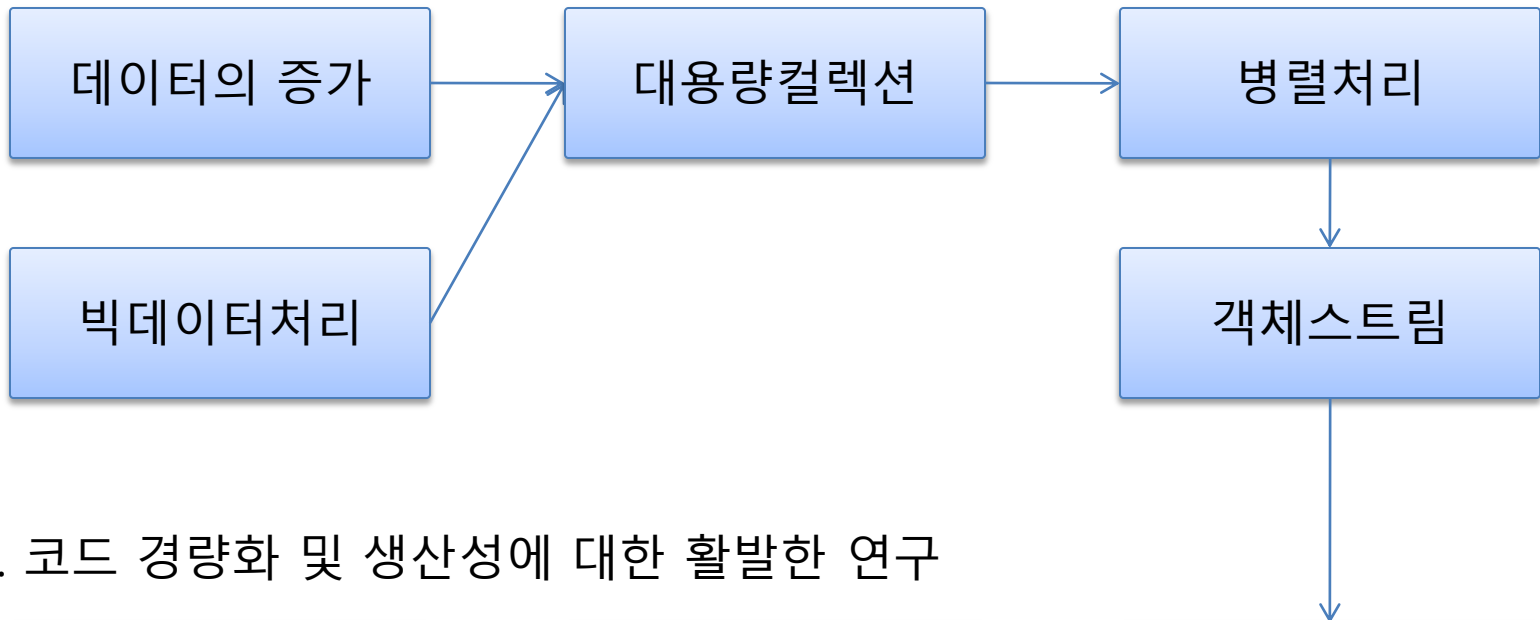 데이터의 증가
대용량컬렉션
병렬처리
빅데이터처리
객체스트림
. 코드 경량화 및 생산성에 대한 활발한 연구